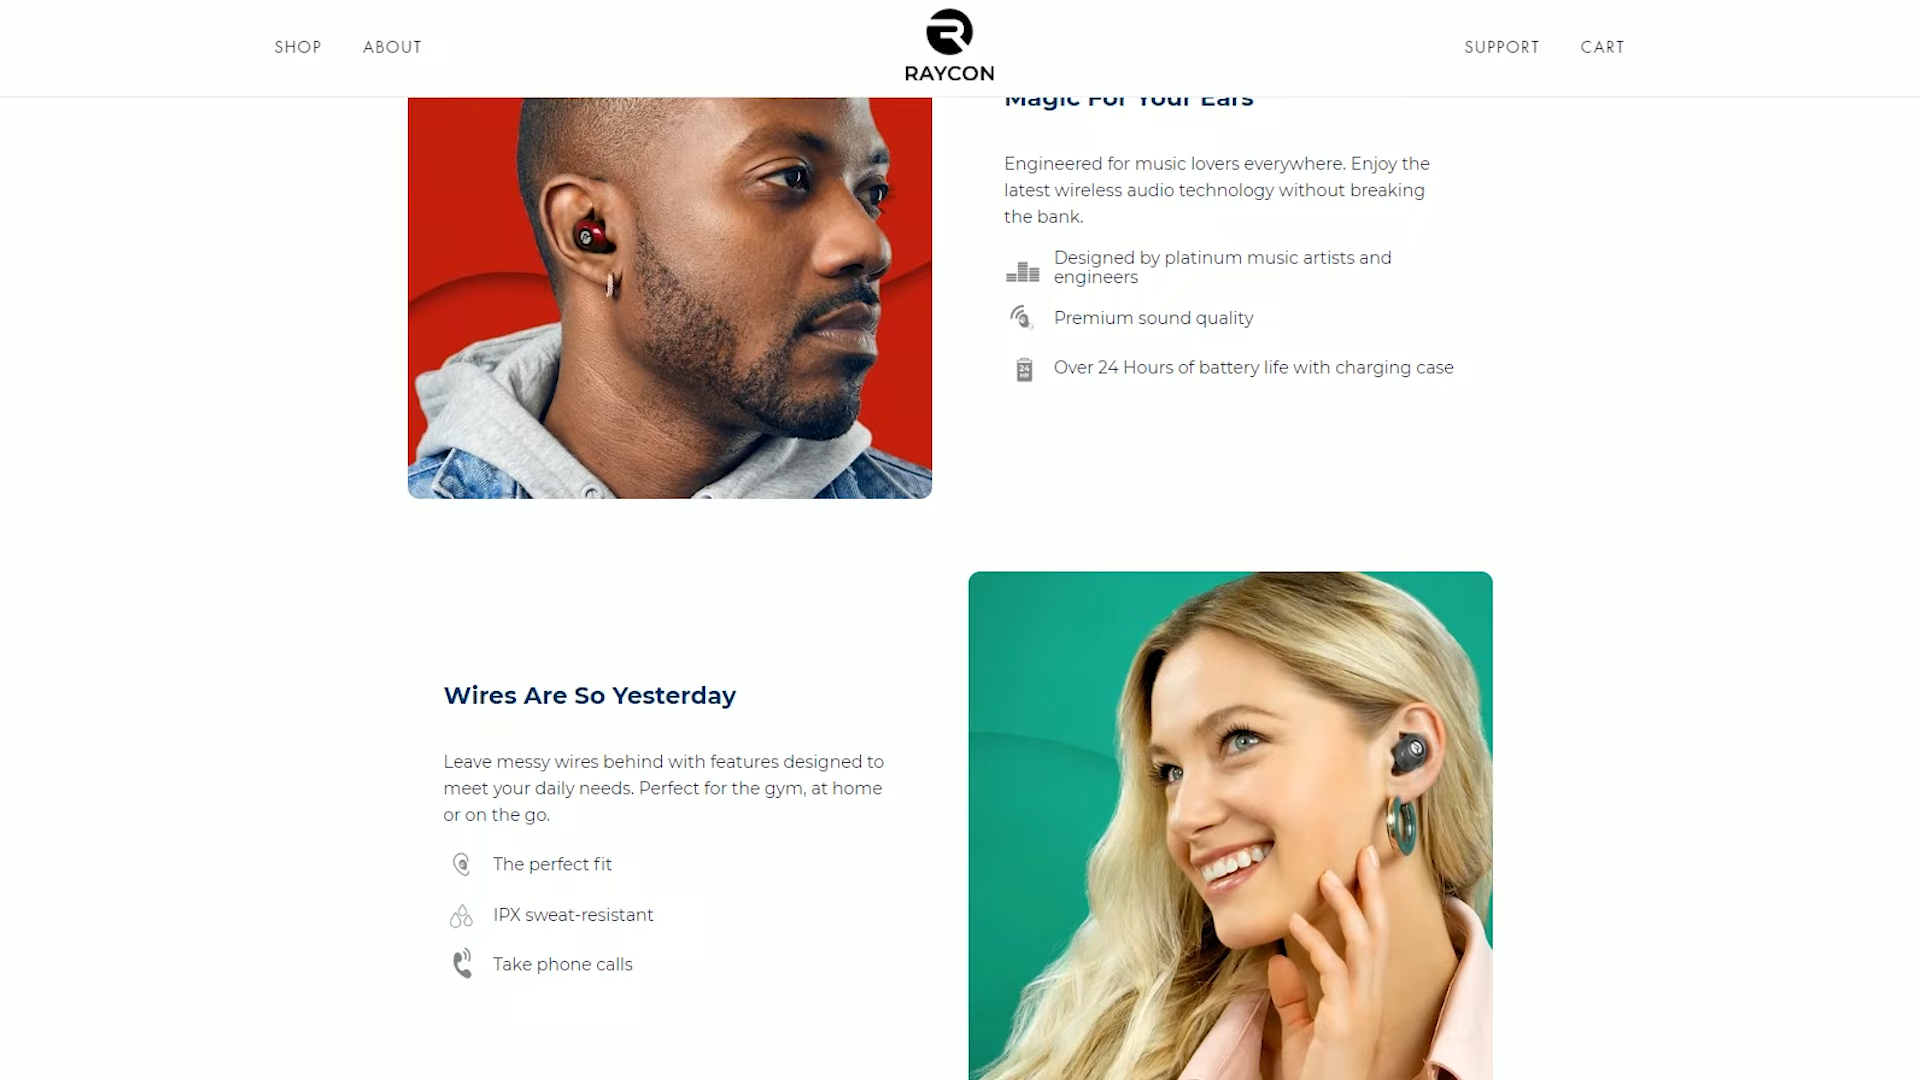 SHOP ABOUT
RAYCON
SUPPORT CART
Magic For Your Ears
Engineered for music lovers everywhere. Enjoy the
latest wireless audio technology without breaking
the bank.
Designed by platinum music artists and
engineers
Premium sound quality
24
HR
Over 24 Hours of battery life with charging case
Wires Are So Yesterday
Leave messy wires behind with features designed to
meet your daily needs. Perfect for the gym, at home
or on the go.
The perfect fit
IPX sweat-resistant
Take phone calls